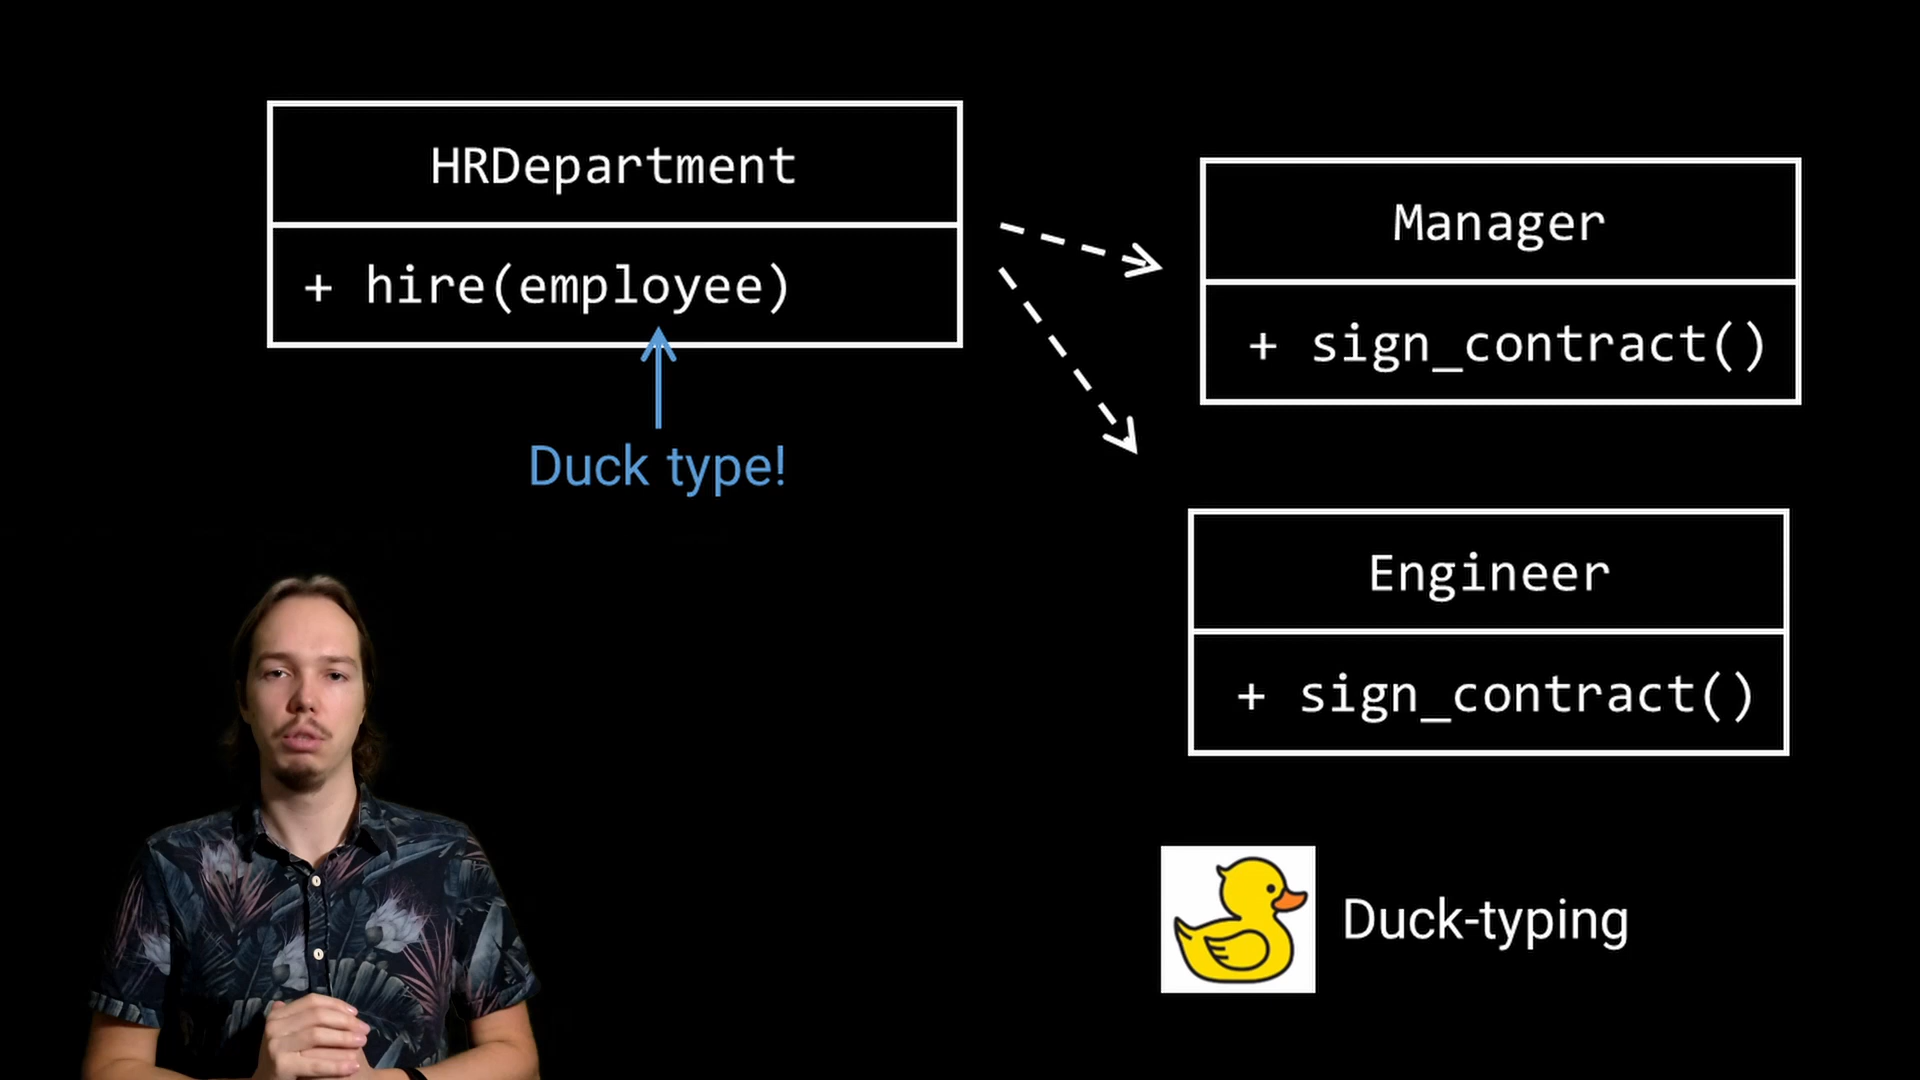 HRDepartment
+ hire(employee)
Duck type!
Manager
+ sign_contract()
Engineer
+ sign_contract()
Duck-typing